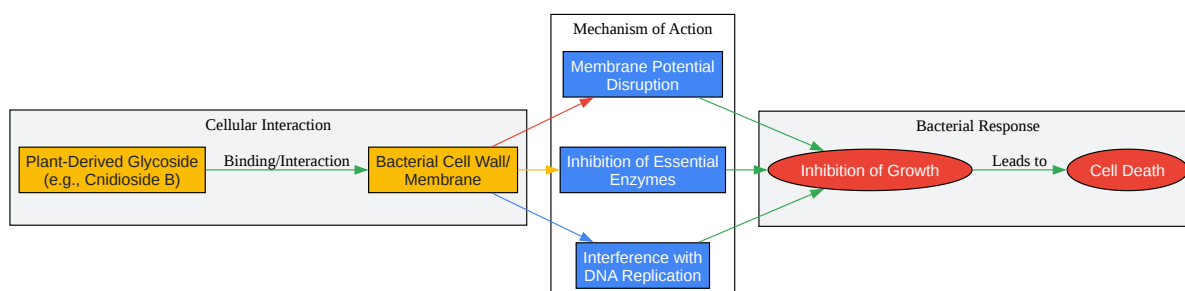 Mechanism of Action
Membrane Potential
Disruption
Cellular Interaction
Bacterial Response
Plant-Derived Glycoside
(e.g., Cnidioside B)
Binding/Interaction
Bacterial Cell Wall/
Membrane
Inhibition of Essential
Enzymes
Inhibition of Growth
Leads to
Cell Death
Interference with
DNA Replication